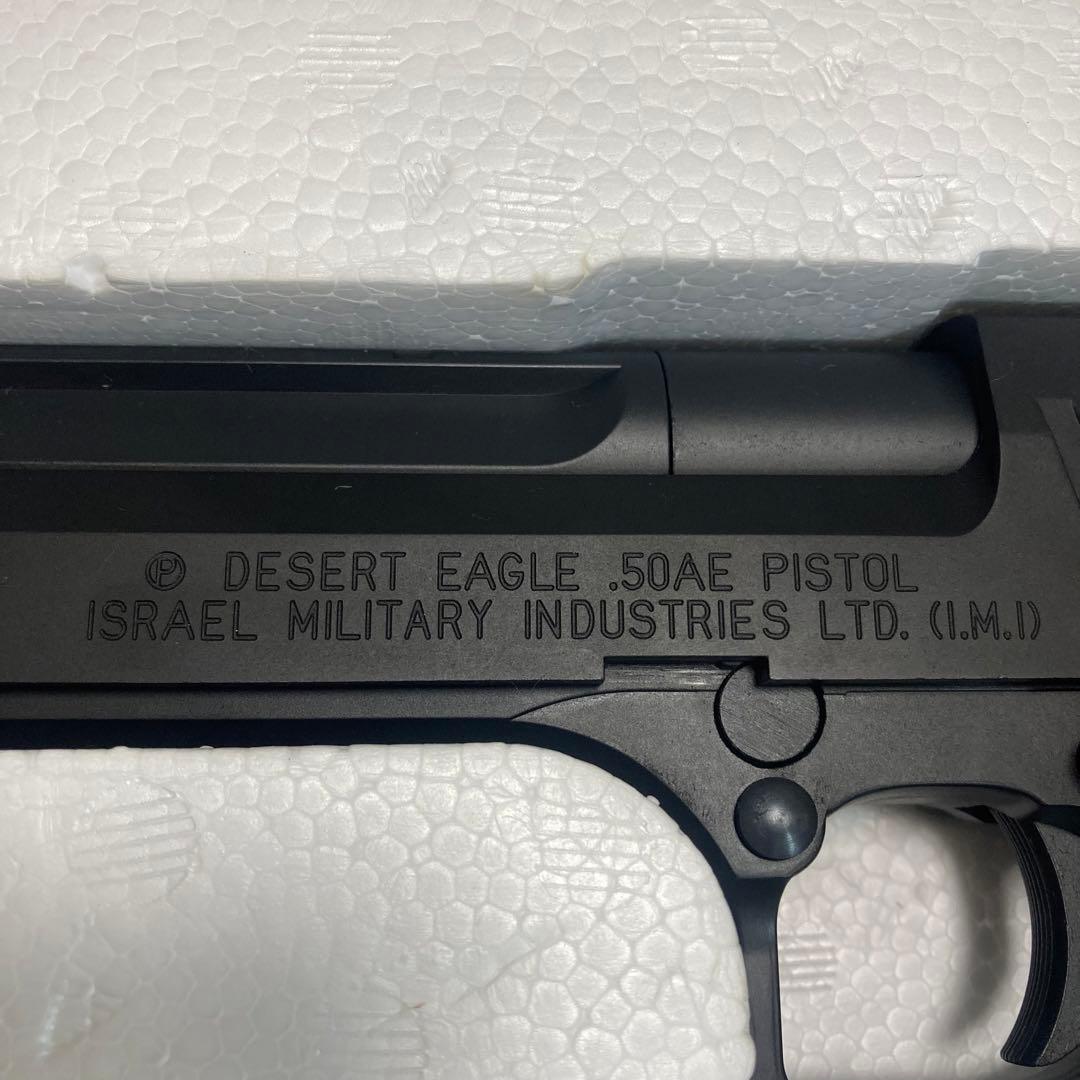 Ⓟ DESERT EAGLE .50AE PISTOL
ISRAEL MILITARY INDUSTRIES LTD. (I.M.I)